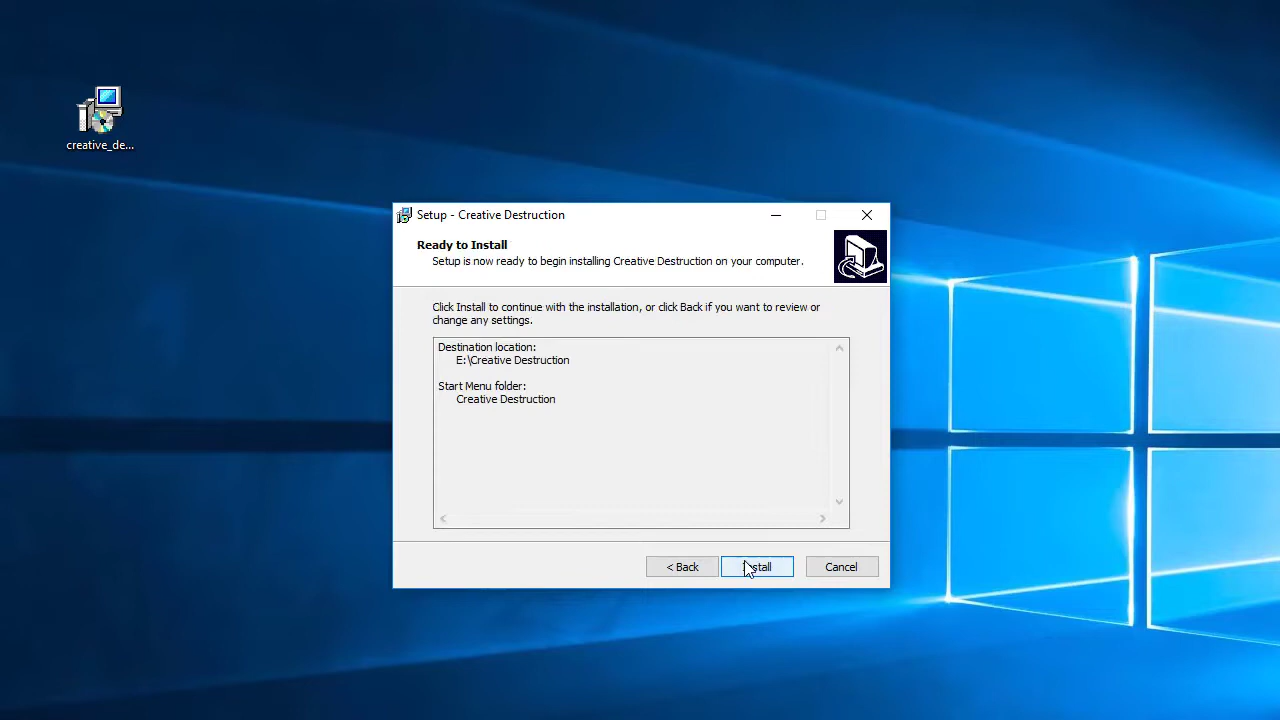 creative_de...
Setup - Creative Destruction
Ready to Install
Setup is now ready to begin installing Creative Destruction on your computer.
Click Install to continue with the installation, or click Back if you want to review or
change any settings.
Destination location:
E:\Creative Destruction
Start Menu folder:
Creative Destruction
< Back
Install
Cancel